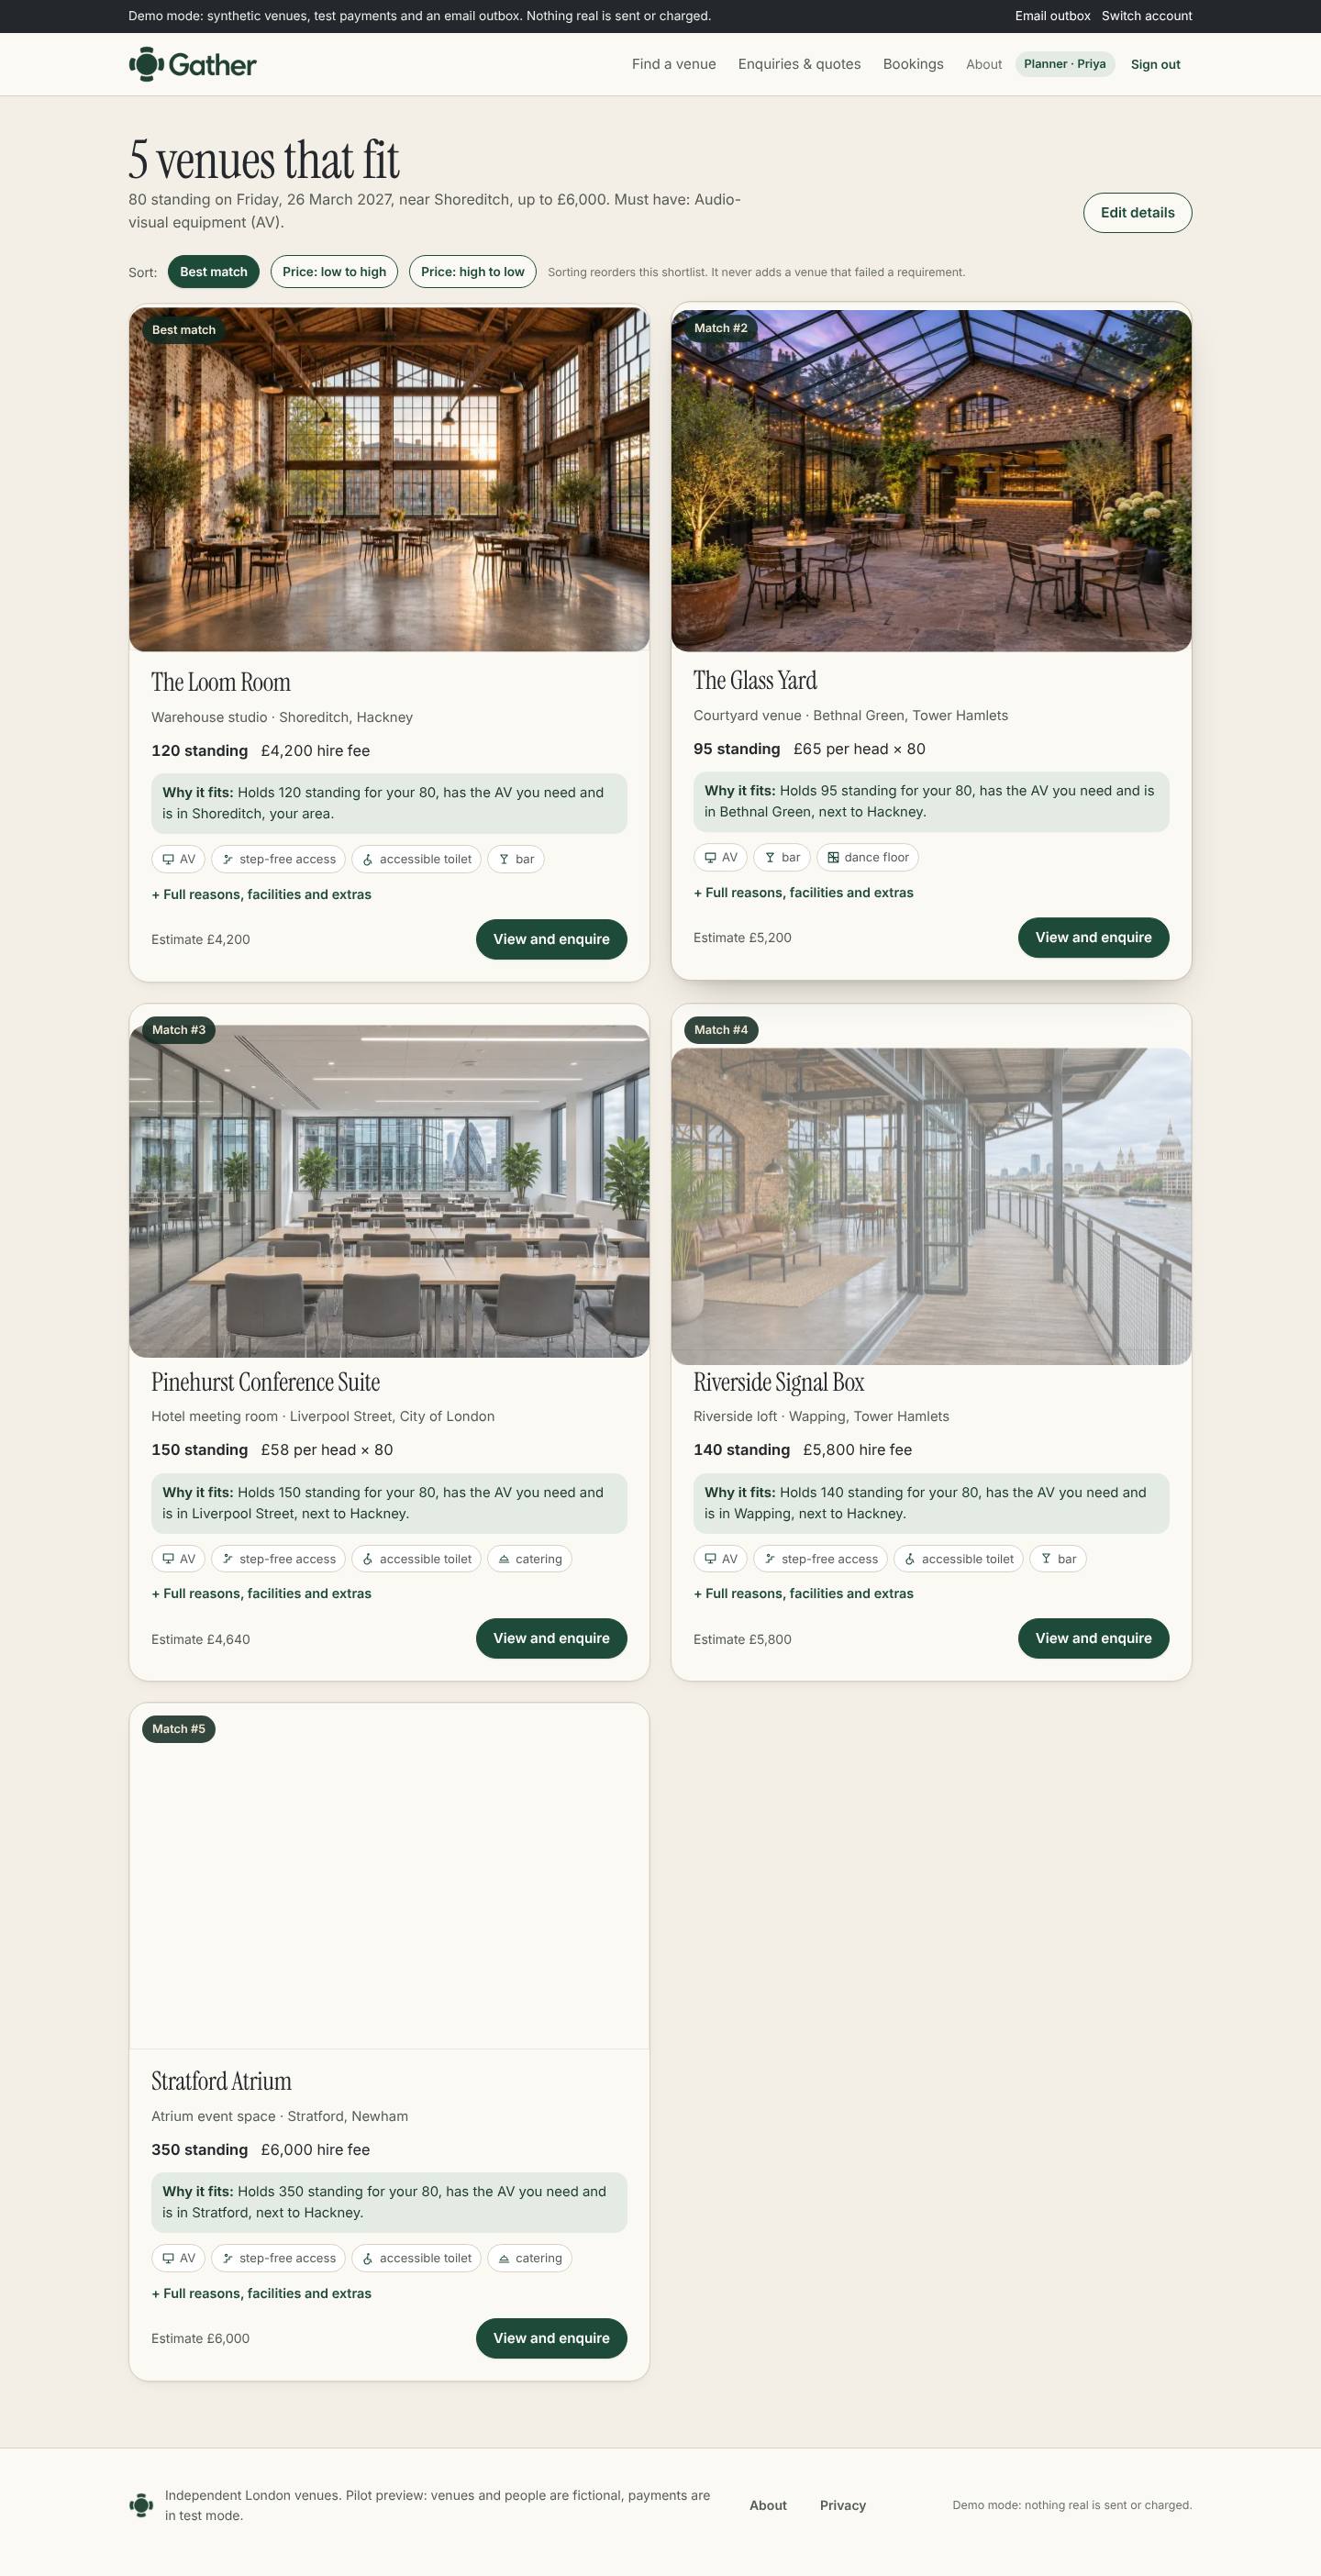 Demo mode: synthetic venues, test payments and an email outbox. Nothing real is sent or charged.
Email outbox Switch account
Gather
Find a venue Enquiries & quotes Bookings About Planner · Priya Sign out
5 venues that fit
80 standing on Friday, 26 March 2027, near Shoreditch, up to £6,000. Must have: Audio-
visual equipment (AV).
Edit details
Sort: Best match Price: low to high Price: high to low Sorting reorders this shortlist. It never adds a venue that failed a requirement.
Best match
The Loom Room
Warehouse studio · Shoreditch, Hackney
120 standing £4,200 hire fee
Why it fits: Holds 120 standing for your 80, has the AV you need and
is in Shoreditch, your area.
AV step-free access accessible toilet bar
+ Full reasons, facilities and extras
Estimate £4,200 View and enquire
Match #2
The Glass Yard
Courtyard venue · Bethnal Green, Tower Hamlets
95 standing £65 per head × 80
Why it fits: Holds 95 standing for your 80, has the AV you need and is
in Bethnal Green, next to Hackney.
AV bar dance floor
+ Full reasons, facilities and extras
Estimate £5,200 View and enquire
Match #3
Pinehurst Conference Suite
Hotel meeting room · Liverpool Street, City of London
150 standing £58 per head × 80
Why it fits: Holds 150 standing for your 80, has the AV you need and
is in Liverpool Street, next to Hackney.
AV step-free access accessible toilet catering
+ Full reasons, facilities and extras
Estimate £4,640 View and enquire
Match #4
Riverside Signal Box
Riverside loft · Wapping, Tower Hamlets
140 standing £5,800 hire fee
Why it fits: Holds 140 standing for your 80, has the AV you need and
is in Wapping, next to Hackney.
AV step-free access accessible toilet bar
+ Full reasons, facilities and extras
Estimate £5,800 View and enquire
Match #5
Stratford Atrium
Atrium event space · Stratford, Newham
350 standing £6,000 hire fee
Why it fits: Holds 350 standing for your 80, has the AV you need and
is in Stratford, next to Hackney.
AV step-free access accessible toilet catering
+ Full reasons, facilities and extras
Estimate £6,000 View and enquire
Independent London venues. Pilot preview: venues and people are fictional, payments are
in test mode.
About Privacy
Demo mode: nothing real is sent or charged.